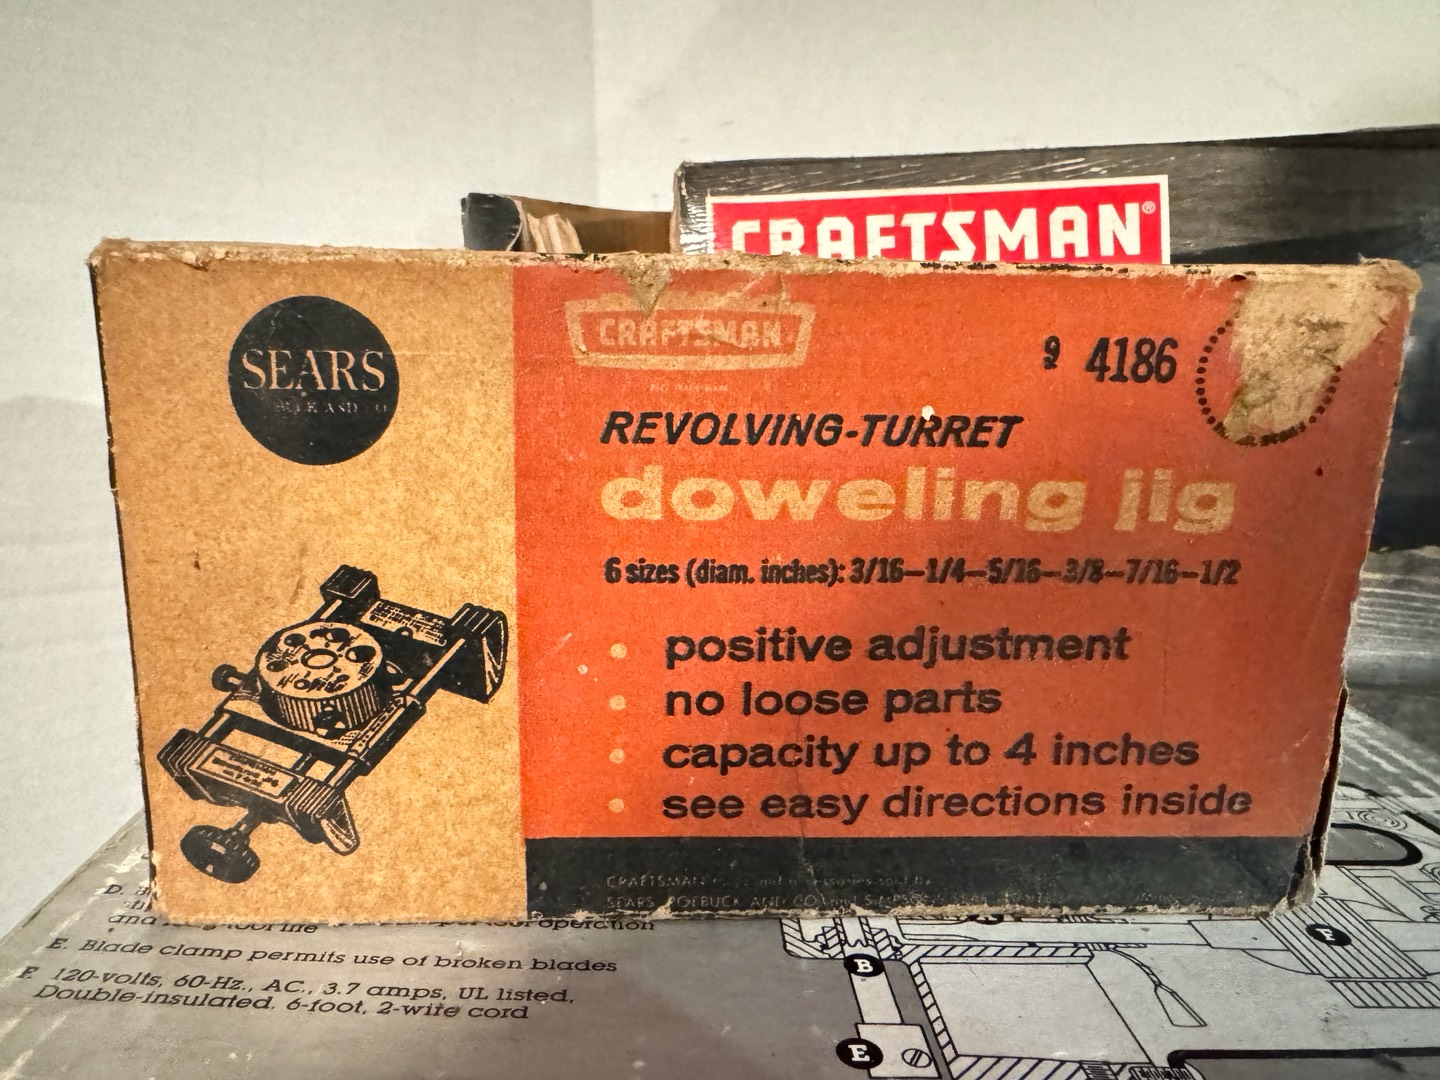 CRAFTSMAN®
SEARS
CRAFTSMAN
9 4186
REVOLVING-TURRET
doweling jig
6 sizes (diam. inches): 3/16—1/4—5/16—3/8—7/16—1/2
• positive adjustment
• no loose parts
• capacity up to 4 inches
• see easy directions inside
CRAFTSMAN
SEARS, ROEBUCK AND CO
D.
and
operation
E. Blade clamp permits use of broken blades
F. 120-volts, 60-Hz., AC., 3.7 amps, UL listed,
Double-insulated. 6-foot, 2-wire cord
B
E
F